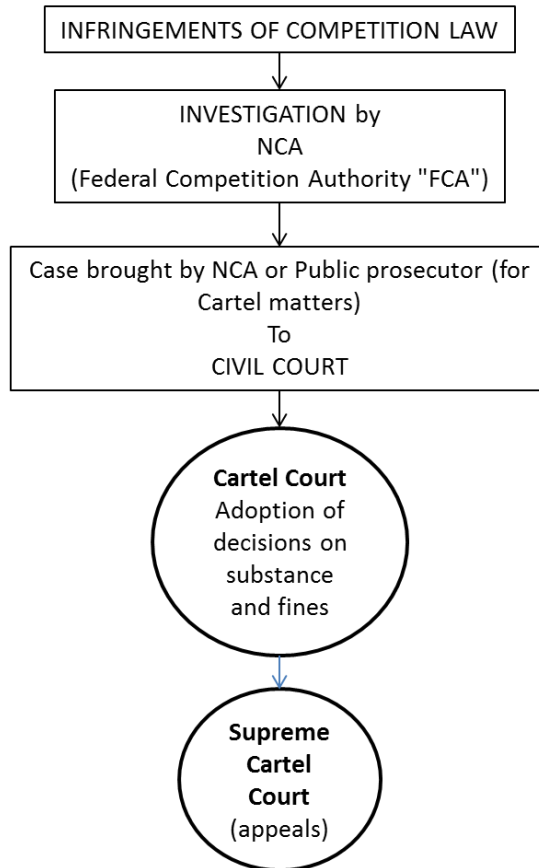 INFRINGEMENTS OF COMPETITION LAW
INVESTIGATION by
NCA
(Federal Competition Authority "FCA")
Case brought by NCA or Public prosecutor (for
Cartel matters)
To
CIVIL COURT
Cartel Court
Adoption of
decisions on
substance
and fines
Supreme
Cartel
Court
(appeals)